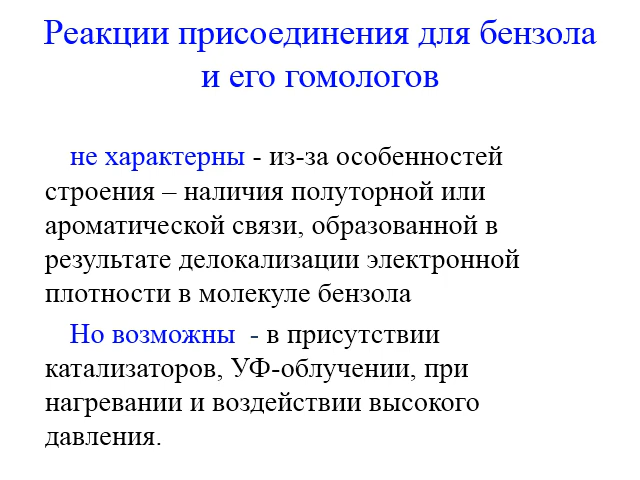 Реакции присоединения для бензола
и его гомологов
не характерны - из-за особенностей
строения – наличия полуторной или
ароматической связи, образованной в
результате делокализации электронной
плотности в молекуле бензола
Но возможны - в присутствии
катализаторов, УФ-облучении, при
нагревании и воздействии высокого
давления.